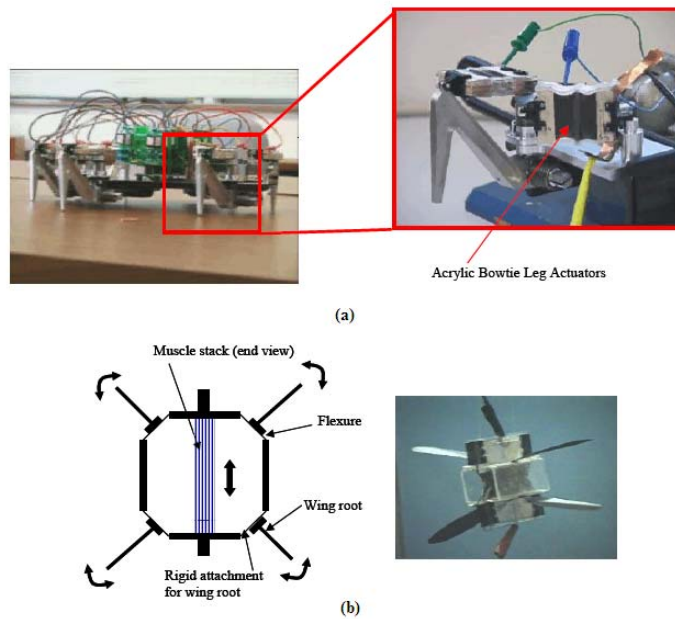 Acrylic Bowtie Leg Actuators
(a)
Muscle stack (end view)
Flexure
Wing root
Rigid attachment
for wing root
(b)